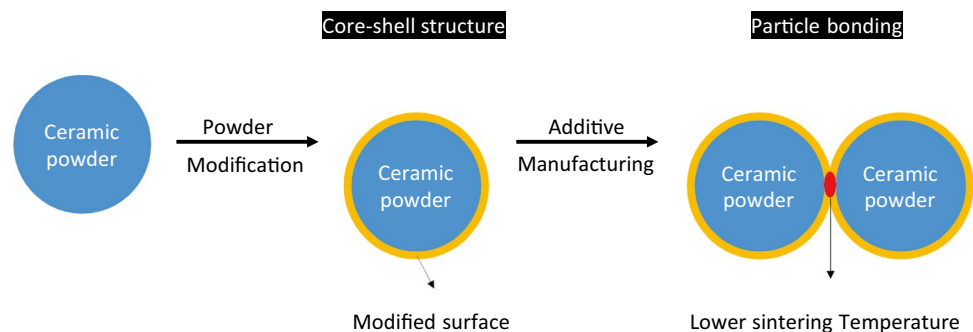 Core-shell structure
Particle bonding
Ceramic
powder
Powder
Modification
Ceramic
powder
Additive
Manufacturing
Ceramic
powder
Ceramic
powder
Modified surface
Lower sintering Temperature